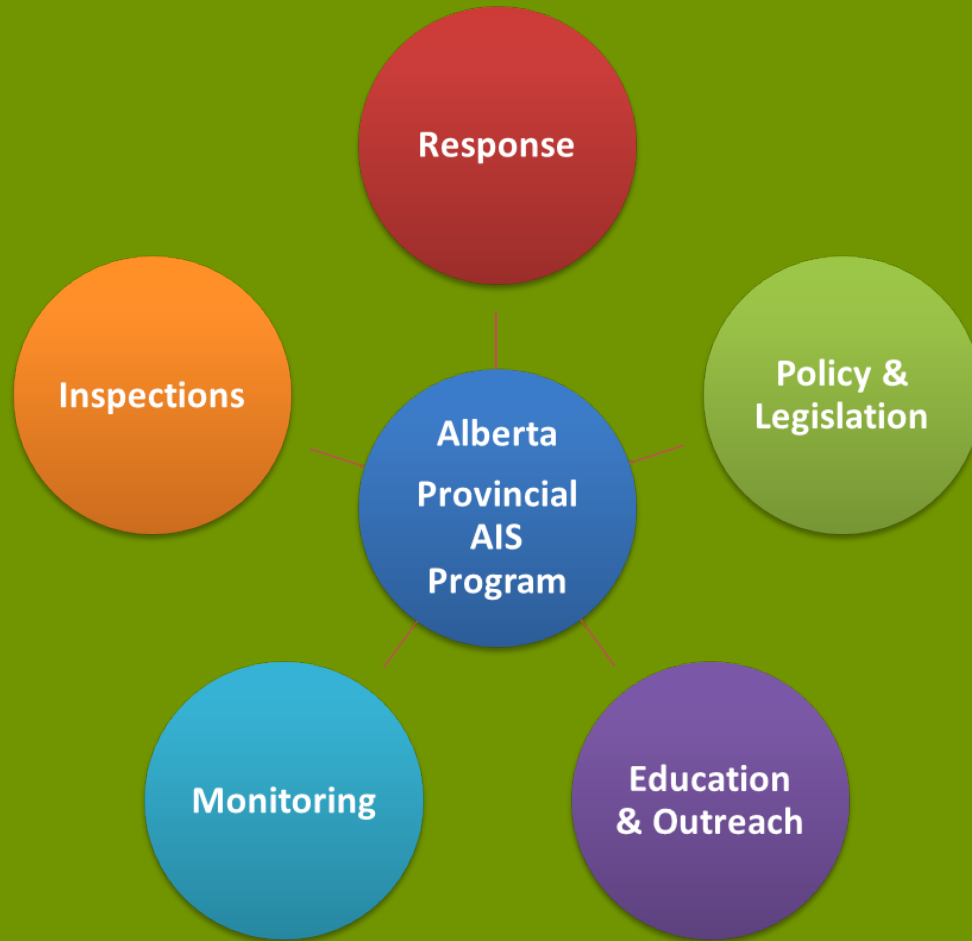 Response
Inspections
Policy &
Legislation
Alberta
Provincial
AIS
Program
Monitoring
Education
& Outreach